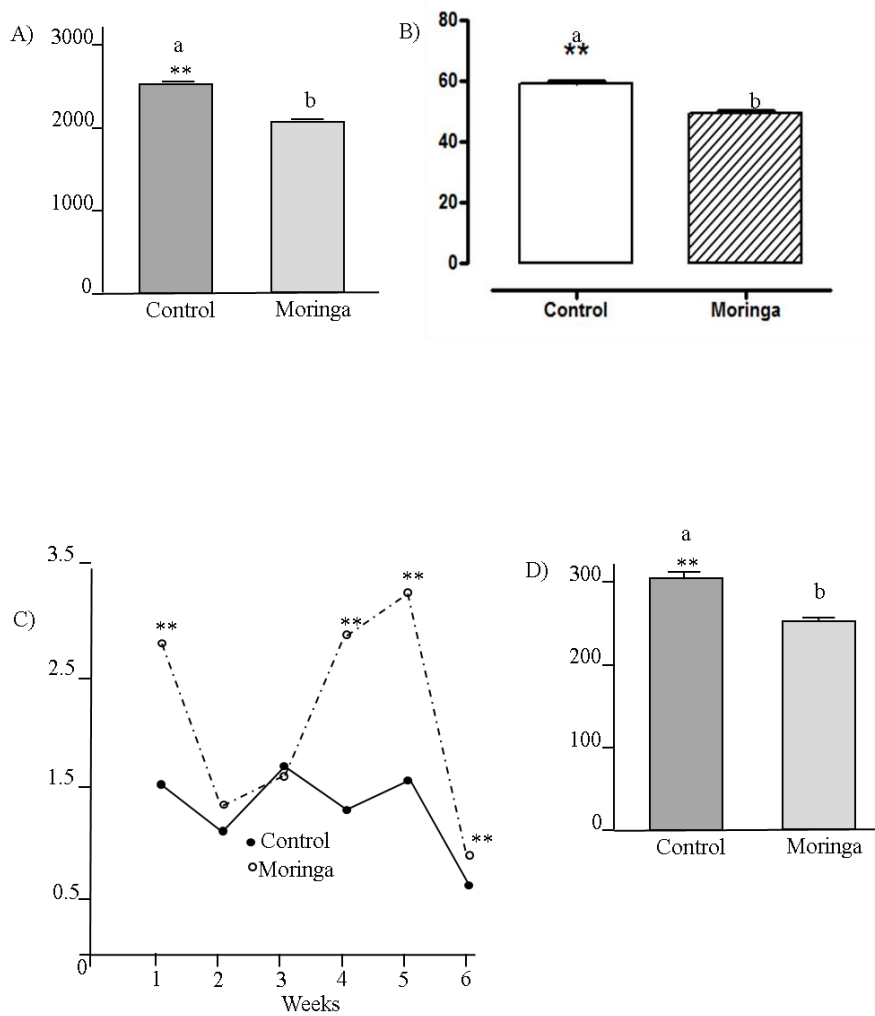 A)
3000
2000
1000
0
a
**
b
Control Moringa
B)
80
60
40
20
0
a
**
b
Control Moringa
C)
3.5
2.5
1.5
0.5
0
**
**
**
**
Control
Moringa
1 2 3 4 5 6
Weeks
D)
300
200
100
0
a
**
b
Control Moringa